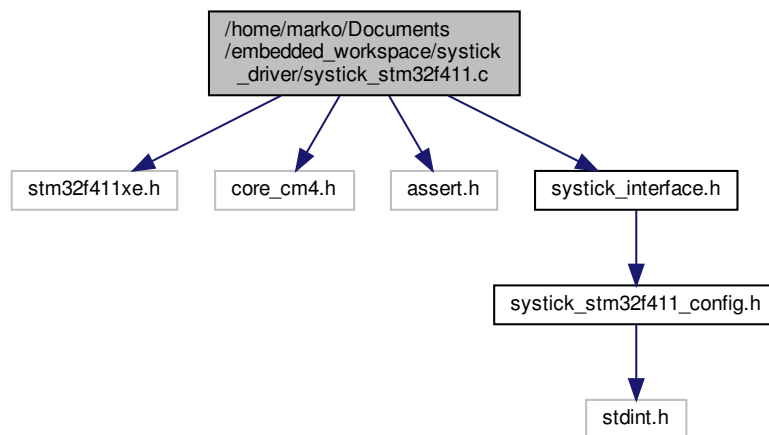 /home/marko/Documents
/embedded_workspace/systick
_driver/systick_stm32f411.c
stm32f411xe.h
core_cm4.h
assert.h
systick_interface.h
systick_stm32f411_config.h
stdint.h